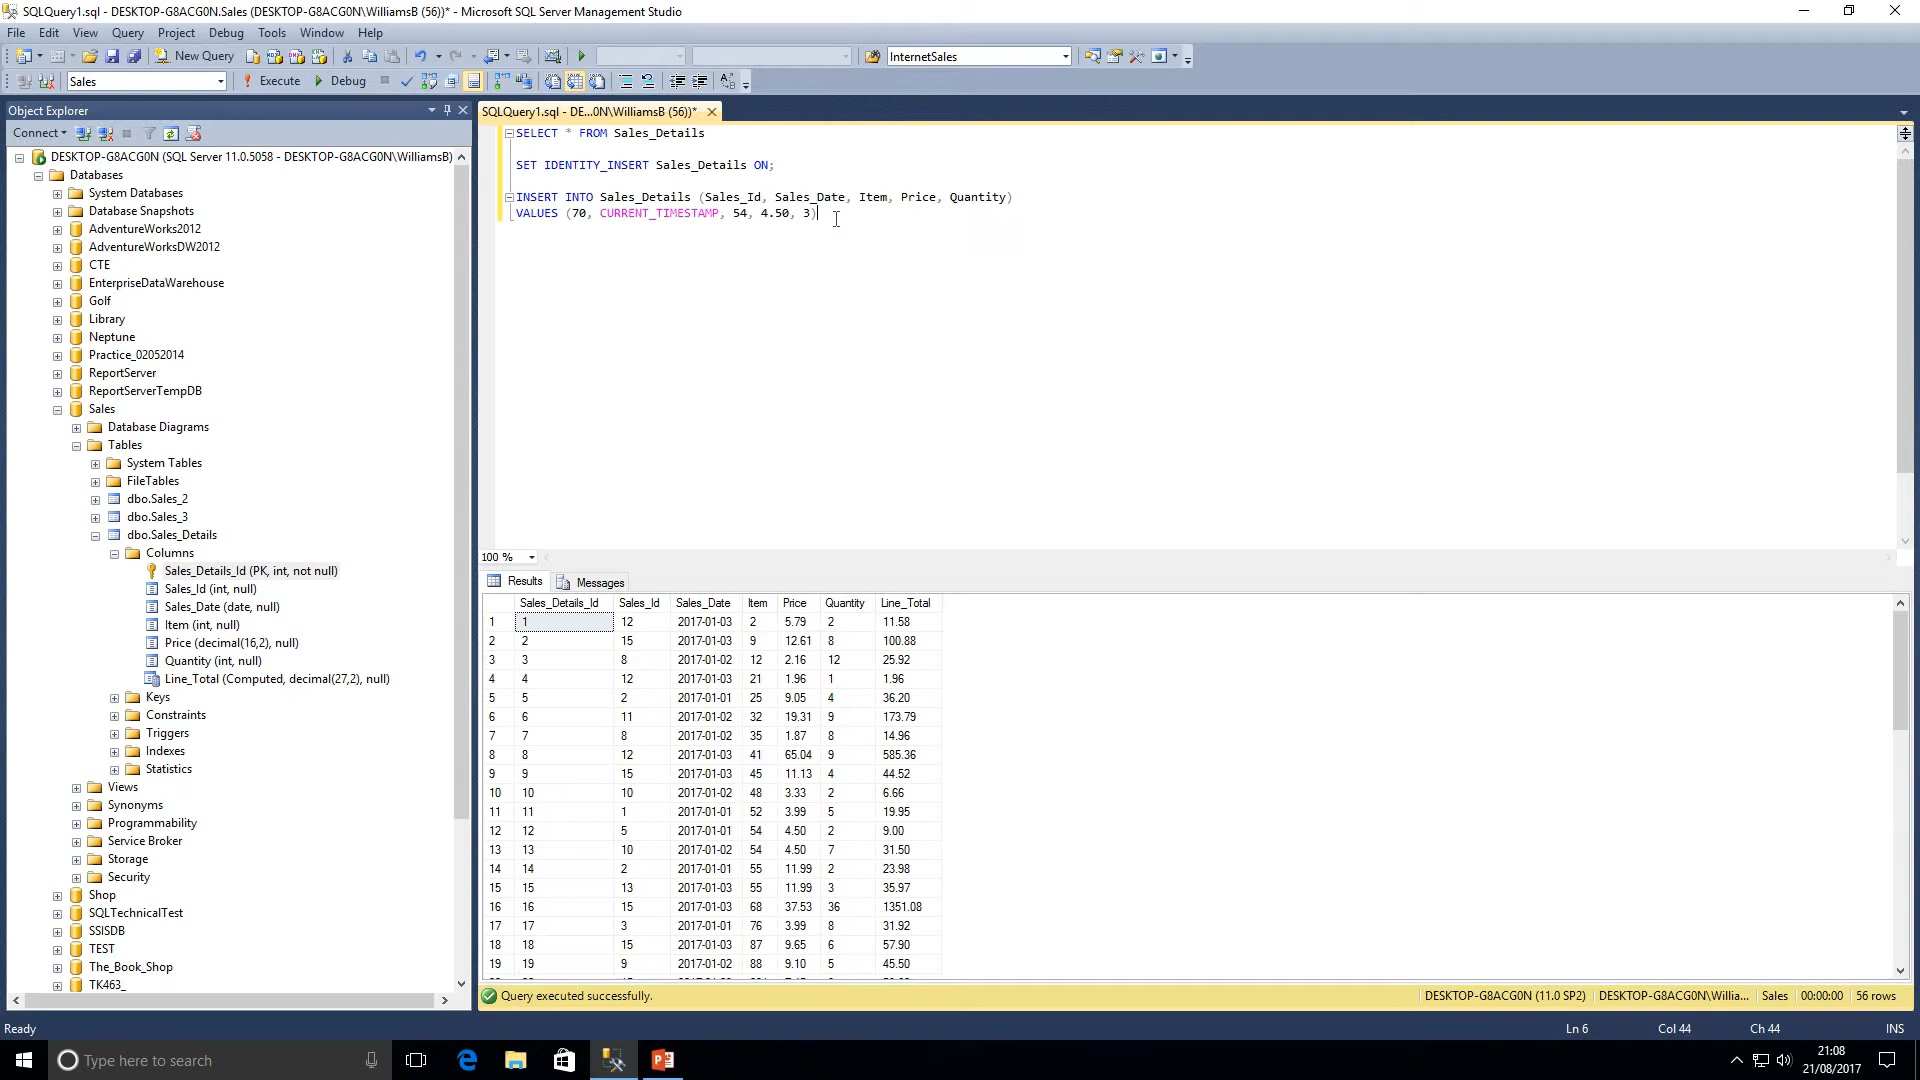 SQLQuery1.sql - DESKTOP-G8ACG0N.Sales (DESKTOP-G8ACG0N\WilliamsB (56))* - Microsoft SQL Server Management Studio
File Edit View Query Project Debug Tools Window Help
New Query InternetSales
Sales Execute Debug
Object Explorer
SQLQuery1.sql - DE...0N\WilliamsB (56))*
Connect
DESKTOP-G8ACG0N (SQL Server 11.0.5058 - DESKTOP-G8ACG0N\WilliamsB)
Databases
System Databases
Database Snapshots
AdventureWorks2012
AdventureWorksDW2012
CTE
EnterpriseDataWarehouse
Golf
Library
Neptune
Practice_02052014
ReportServer
ReportServerTempDB
Sales
Database Diagrams
Tables
System Tables
FileTables
dbo.Sales_2
dbo.Sales_3
dbo.Sales_Details
Columns
Sales_Details_Id (PK, int, not null)
Sales_Id (int, null)
Sales_Date (date, null)
Item (int, null)
Price (decimal(16,2), null)
Quantity (int, null)
Line_Total (Computed, decimal(27,2), null)
Keys
Constraints
Triggers
Indexes
Statistics
Views
Synonyms
Programmability
Service Broker
Storage
Security
Shop
SQLTechnicalTest
SSISDB
TEST
The_Book_Shop
TK463_
SELECT * FROM Sales_Details
SET IDENTITY_INSERT Sales_Details ON;
INSERT INTO Sales_Details (Sales_Id, Sales_Date, Item, Price, Quantity)
VALUES (70, CURRENT_TIMESTAMP, 54, 4.50, 3)
100 %
Results Messages
Sales_Details_Id Sales_Id Sales_Date Item Price Quantity Line_Total
1 1 12 2017-01-03 2 5.79 2 11.58
2 2 15 2017-01-03 9 12.61 8 100.88
3 3 8 2017-01-02 12 2.16 12 25.92
4 4 12 2017-01-03 21 1.96 1 1.96
5 5 2 2017-01-01 25 9.05 4 36.20
6 6 11 2017-01-02 32 19.31 9 173.79
7 7 8 2017-01-02 35 1.87 8 14.96
8 8 12 2017-01-03 41 65.04 9 585.36
9 9 15 2017-01-03 45 11.13 4 44.52
10 10 10 2017-01-02 48 3.33 2 6.66
11 11 1 2017-01-01 52 3.99 5 19.95
12 12 5 2017-01-01 54 4.50 2 9.00
13 13 10 2017-01-02 54 4.50 7 31.50
14 14 2 2017-01-01 55 11.99 2 23.98
15 15 13 2017-01-03 55 11.99 3 35.97
16 16 15 2017-01-03 68 37.53 36 1351.08
17 17 3 2017-01-01 76 3.99 8 31.92
18 18 15 2017-01-03 87 9.65 6 57.90
19 19 9 2017-01-02 88 9.10 5 45.50
Query executed successfully. DESKTOP-G8ACG0N (11.0 SP2) DESKTOP-G8ACG0N\Willia... Sales 00:00:00 56 rows
Ready Ln 6 Col 44 Ch 44 INS
Type here to search
21:08
21/08/2017